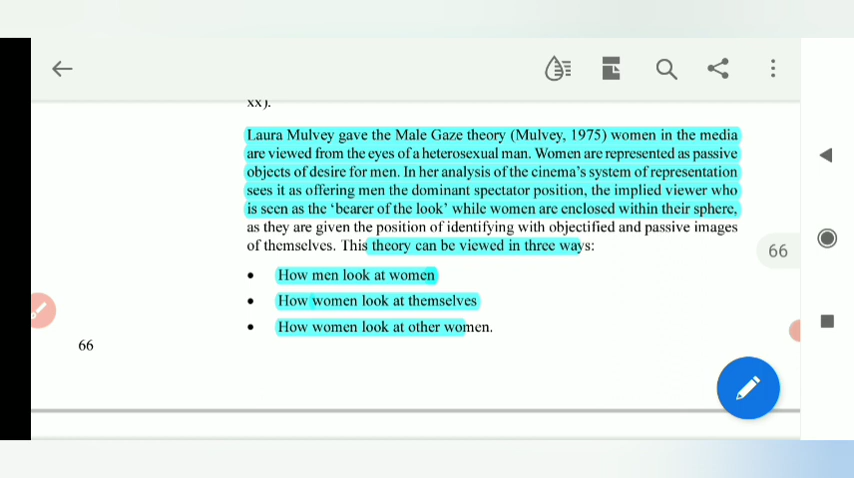 xx).
Laura Mulvey gave the Male Gaze theory (Mulvey, 1975) women in the media
are viewed from the eyes of a heterosexual man. Women are represented as passive
objects of desire for men. In her analysis of the cinema's system of representation
sees it as offering men the dominant spectator position, the implied viewer who
is seen as the 'bearer of the look' while women are enclosed within their sphere,
as they are given the position of identifying with objectified and passive images
of themselves. This theory can be viewed in three ways:
66
• How men look at women
• How women look at themselves
• How women look at other women.
66